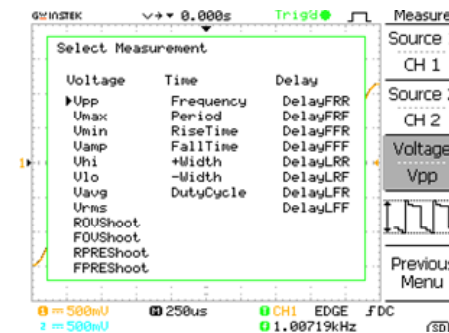 GWINSTEK 0.000s Trig'd Measure
Source 1
CH 1
Source 2
CH 2
Voltage
Vpp
Previous
Menu
Select Measurement
Voltage Time Delay
Vpp Frequency DelayFRR
Vmax Period DelayFRF
Vmin RiseTime DelayFFR
Vamp FallTime DelayFFF
Vhi +Width DelayLRR
Vlo -Width DelayLRF
Vavg DutyCycle DelayLFR
Vrms DelayLFF
ROVShoot
FOVShoot
RPREShoot
FPREShoot
1
1 500mV 250us CH1 EDGE DC
2 500mV 1.00719kHz SD